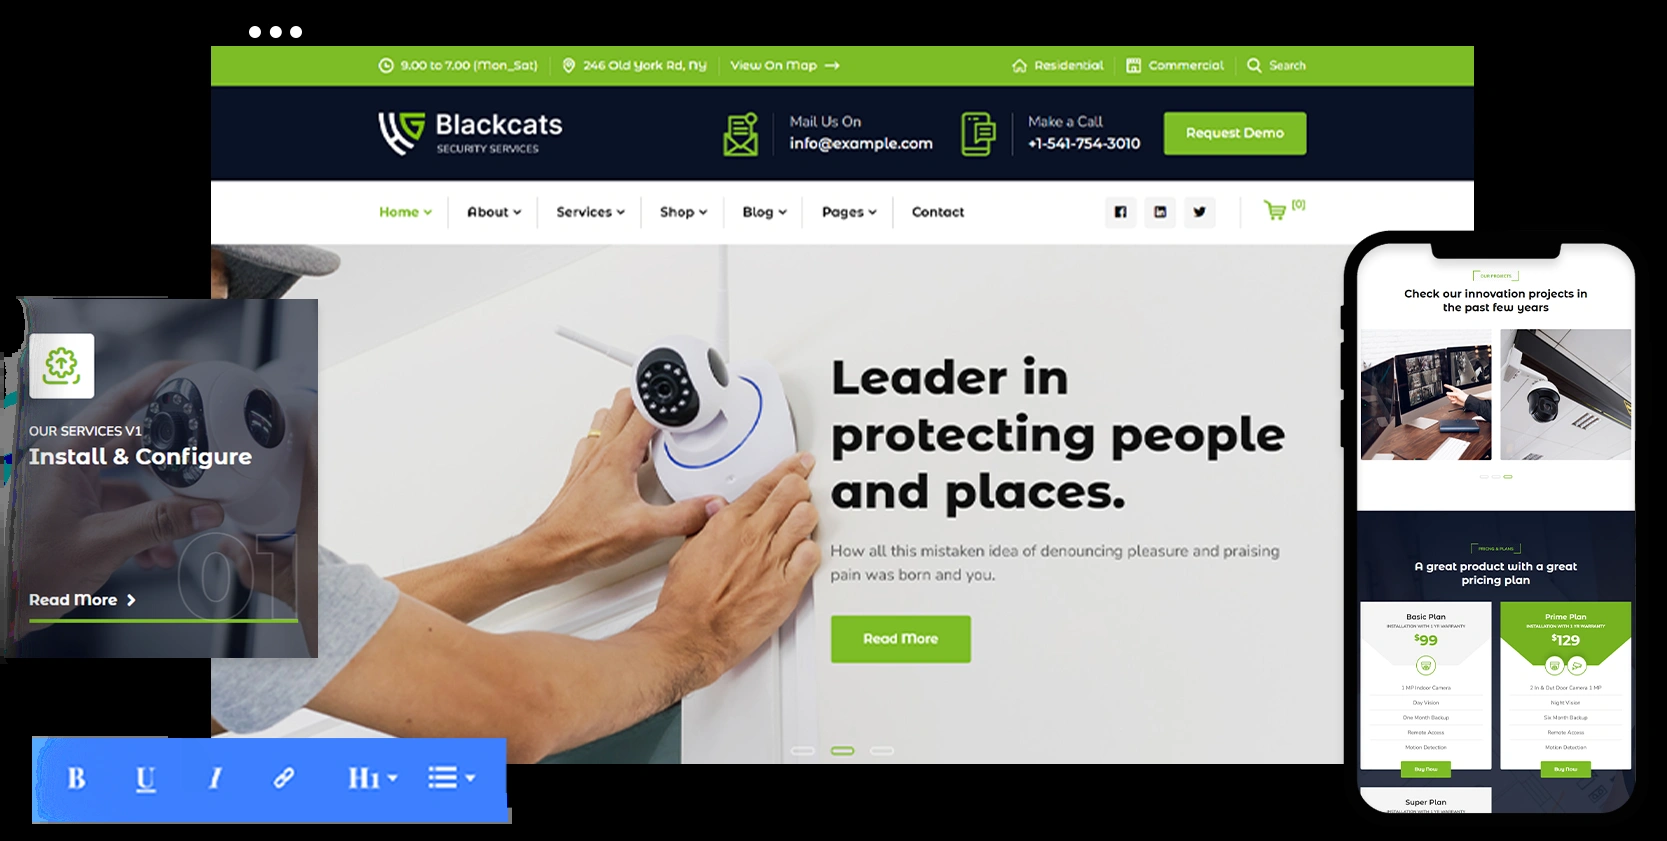 9.00 to 7.00 (Mon_Sat)
246 Old York Rd, NY
View On Map →
Residential
Commercial
Search
Blackcats
SECURITY SERVICES
Mail Us On
info@example.com
Make a Call
+1-541-754-3010
Request Demo
Home
About
Services
Shop
Blog
Pages
Contact
[0]
Leader in
protecting people
and places.
How all this mistaken idea of denouncing pleasure and praising
pain was born and you.
Read More
OUR SERVICES V1
Install & Configure
01
Read More
B U I H1
OUR PROJECTS
Check our innovation projects in
the past few years
PRICING & PLANS
A great product with a great
pricing plan
Basic Plan
INSTALLATION WITH 1 YR WARRANTY
$99
1 MP Indoor Camera
Day Vision
One Month Backup
Remote Access
Motion Detection
Buy Now
Prime Plan
INSTALLATION WITH 2 YR WARRANTY
$129
2 In & Out Door Camera 1 MP
Night Vision
Six Month Backup
Remote Access
Motion Detection
Buy Now
Super Plan